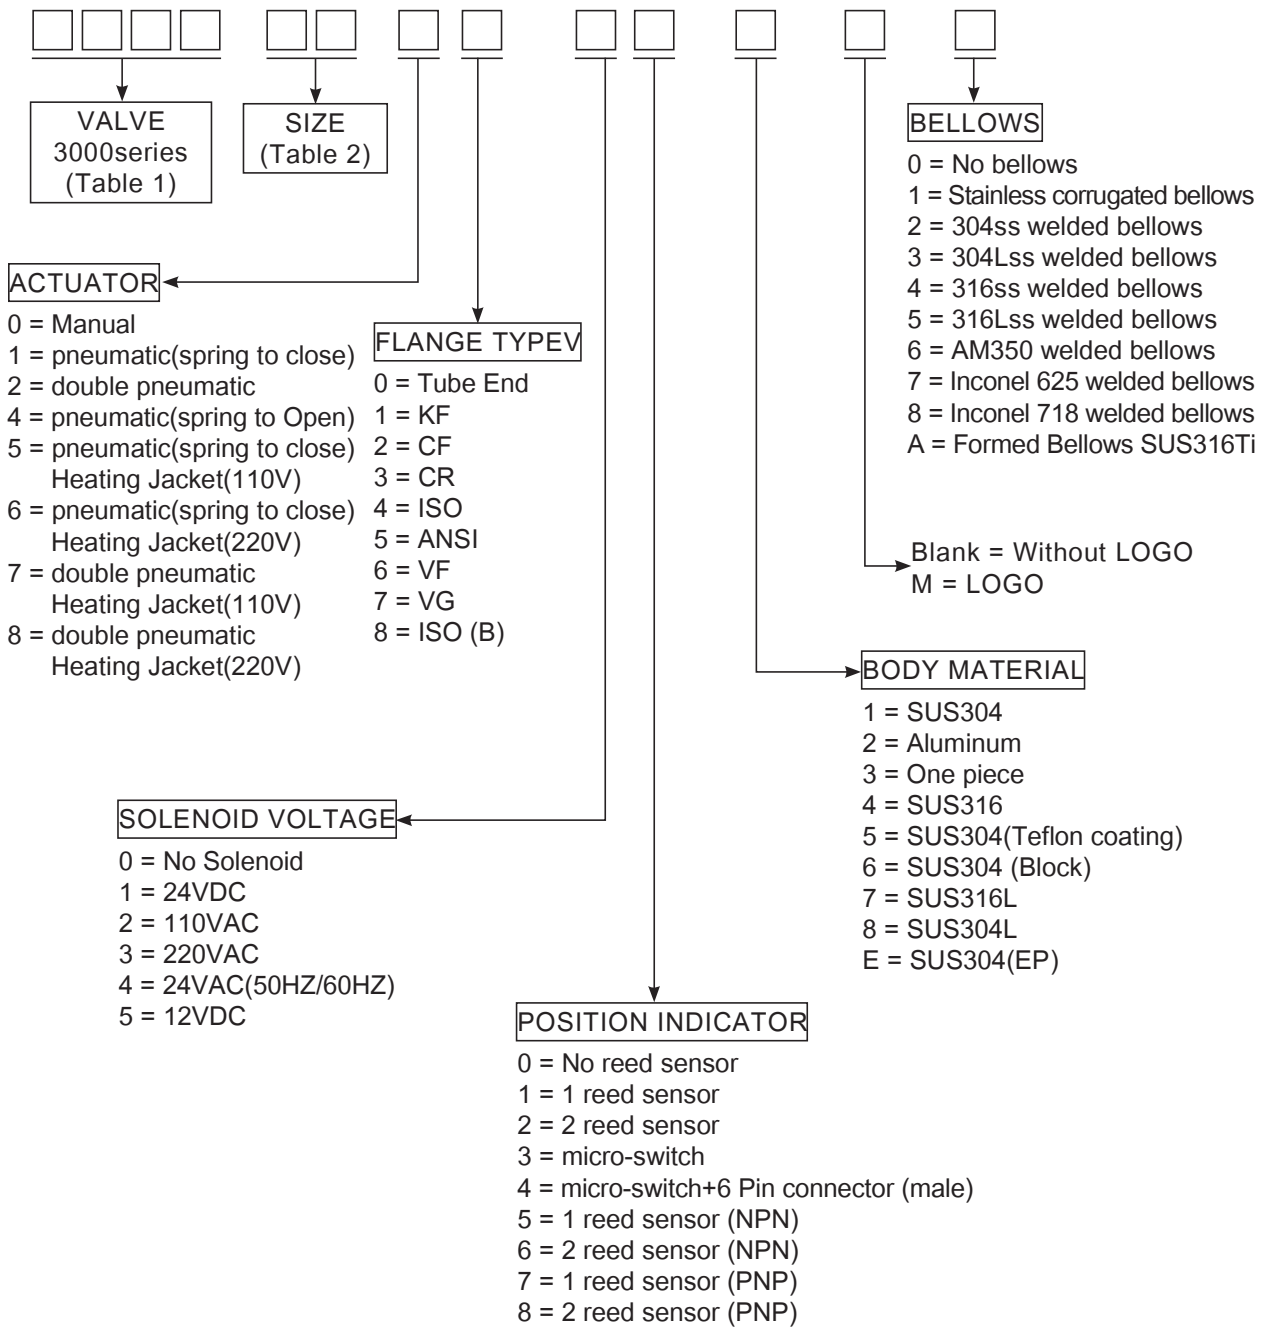 VALVE
3000series
(Table 1)
SIZE
(Table 2)
BELLOWS
0 = No bellows
1 = Stainless corrugated bellows
2 = 304ss welded bellows
3 = 304Lss welded bellows
4 = 316ss welded bellows
5 = 316Lss welded bellows
6 = AM350 welded bellows
7 = Inconel 625 welded bellows
8 = Inconel 718 welded bellows
A = Formed Bellows SUS316Ti
ACTUATOR
0 = Manual
1 = pneumatic(spring to close)
2 = double pneumatic
4 = pneumatic(spring to Open)
5 = pneumatic(spring to close)
Heating Jacket(110V)
6 = pneumatic(spring to close)
Heating Jacket(220V)
7 = double pneumatic
Heating Jacket(110V)
8 = double pneumatic
Heating Jacket(220V)
FLANGE TYPEV
0 = Tube End
1 = KF
2 = CF
3 = CR
4 = ISO
5 = ANSI
6 = VF
7 = VG
8 = ISO (B)
Blank = Without LOGO
M = LOGO
BODY MATERIAL
1 = SUS304
2 = Aluminum
3 = One piece
4 = SUS316
5 = SUS304(Teflon coating)
6 = SUS304 (Block)
7 = SUS316L
8 = SUS304L
E = SUS304(EP)
SOLENOID VOLTAGE
0 = No Solenoid
1 = 24VDC
2 = 110VAC
3 = 220VAC
4 = 24VAC(50HZ/60HZ)
5 = 12VDC
POSITION INDICATOR
0 = No reed sensor
1 = 1 reed sensor
2 = 2 reed sensor
3 = micro-switch
4 = micro-switch+6 Pin connector (male)
5 = 1 reed sensor (NPN)
6 = 2 reed sensor (NPN)
7 = 1 reed sensor (PNP)
8 = 2 reed sensor (PNP)